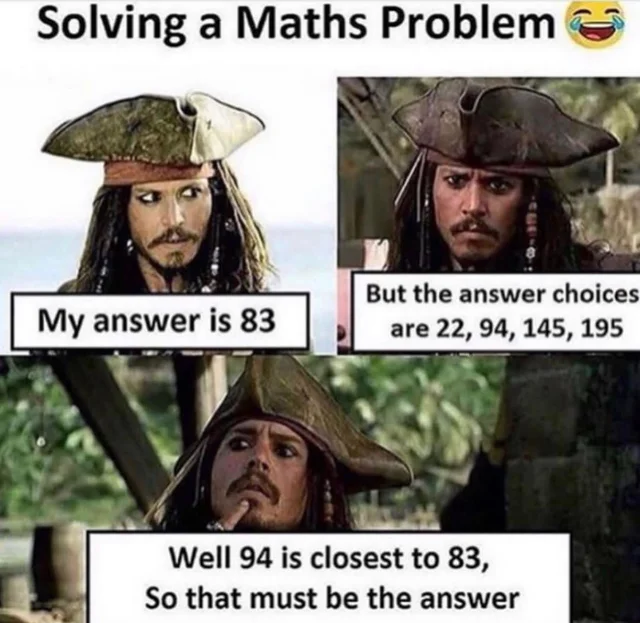 Solving a Maths Problem
My answer is 83
But the answer choices
are 22, 94, 145, 195
Well 94 is closest to 83,
So that must be the answer